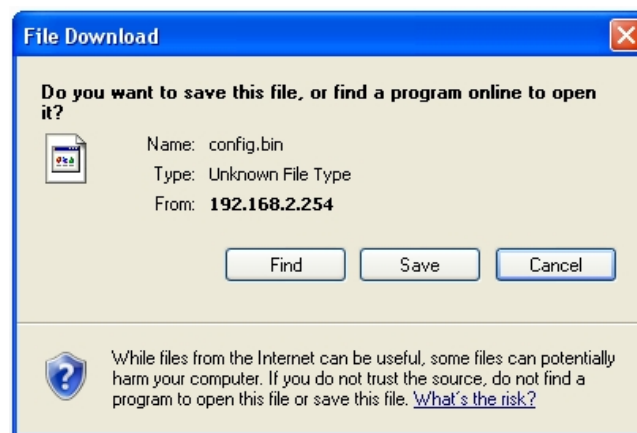 File Download
Do you want to save this file, or find a program online to open
it?
Name: config.bin
Type: Unknown File Type
From: 192.168.2.254
Find Save Cancel
While files from the Internet can be useful, some files can potentially
harm your computer. If you do not trust the source, do not find a
program to open this file or save this file. What's the risk?